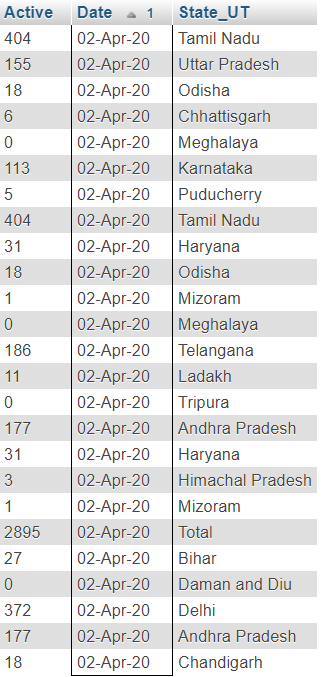 Active Date 1 State_UT
404 02-Apr-20 Tamil Nadu
155 02-Apr-20 Uttar Pradesh
18 02-Apr-20 Odisha
6 02-Apr-20 Chhattisgarh
0 02-Apr-20 Meghalaya
113 02-Apr-20 Karnataka
5 02-Apr-20 Puducherry
404 02-Apr-20 Tamil Nadu
31 02-Apr-20 Haryana
18 02-Apr-20 Odisha
1 02-Apr-20 Mizoram
0 02-Apr-20 Meghalaya
186 02-Apr-20 Telangana
11 02-Apr-20 Ladakh
0 02-Apr-20 Tripura
177 02-Apr-20 Andhra Pradesh
31 02-Apr-20 Haryana
3 02-Apr-20 Himachal Pradesh
1 02-Apr-20 Mizoram
2895 02-Apr-20 Total
27 02-Apr-20 Bihar
0 02-Apr-20 Daman and Diu
372 02-Apr-20 Delhi
177 02-Apr-20 Andhra Pradesh
18 02-Apr-20 Chandigarh